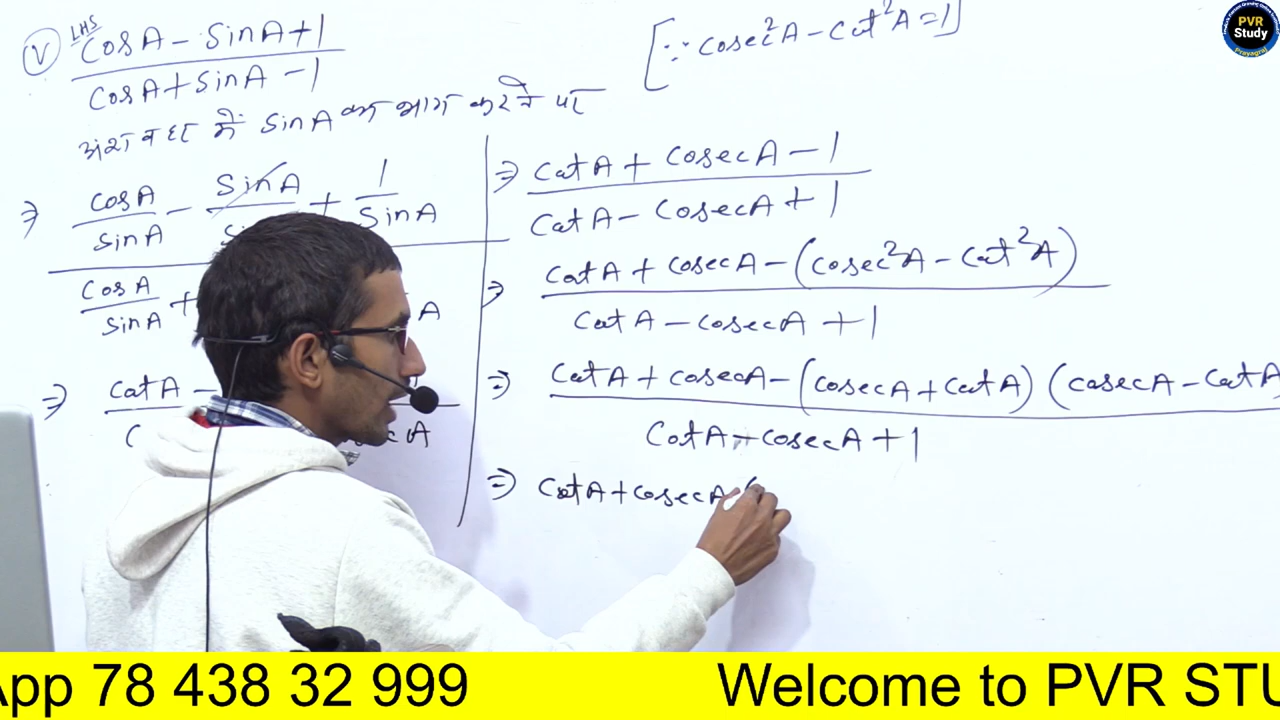 (V) LHS
CosA - SinA + 1
CosA + SinA - 1
[∵ Cosec²A - Cot²A = 1]
अंश व हर में SinA का भाग करने पर
⇒ CosA/SinA - SinA/ + 1/SinA
CosA/SinA + A
⇒ CotA -
A
⇒ CotA + CosecA - 1
CotA - CosecA + 1
⇒ CotA + CosecA - (Cosec²A - Cot²A)
CotA - CosecA + 1
⇒ CotA + CosecA - (CosecA + CotA) (CosecA - CotA
CotA - CosecA + 1
⇒ CotA + CosecA
PVR
Study
Prayagraj
App 78 438 32 999
Welcome to PVR STU